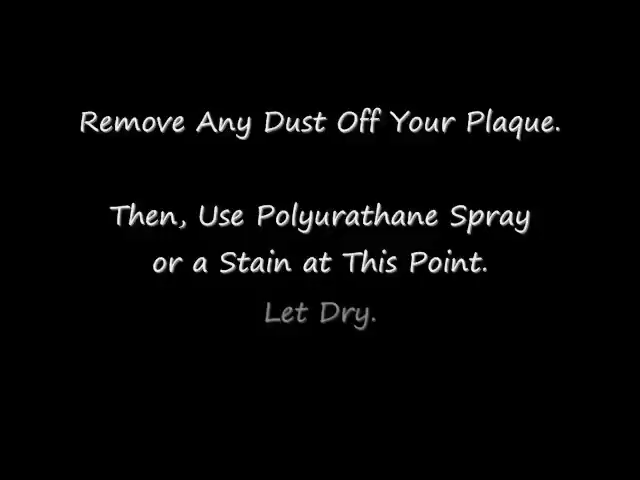 Remove Any Dust Off Your Plaque.
Then, Use Polyurathane Spray
or a Stain at This Point.
Let Dry.